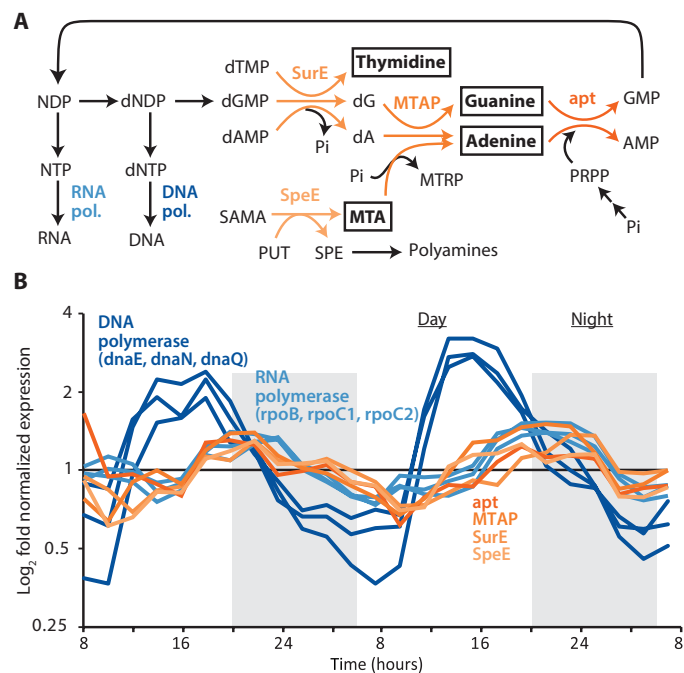 A
dTMP
SurE
Thymidine
NDP
dNDP
dGMP
dG
MTAP
Guanine
apt
GMP
dAMP
dA
Adenine
AMP
Pi
NTP
dNTP
Pi
MTRP
PRPP
RNA
pol.
DNA
pol.
SpeE
SAMA
MTA
Pi
RNA
DNA
PUT
SPE
Polyamines
B
Log2 fold normalized expression
4
2
1
0.5
0.25
DNA
polymerase
(dnaE, dnaN, dnaQ)
Day
Night
RNA
polymerase
(rpoB, rpoC1, rpoC2)
apt
MTAP
SurE
SpeE
8 16 24 8 16 24 8
Time (hours)